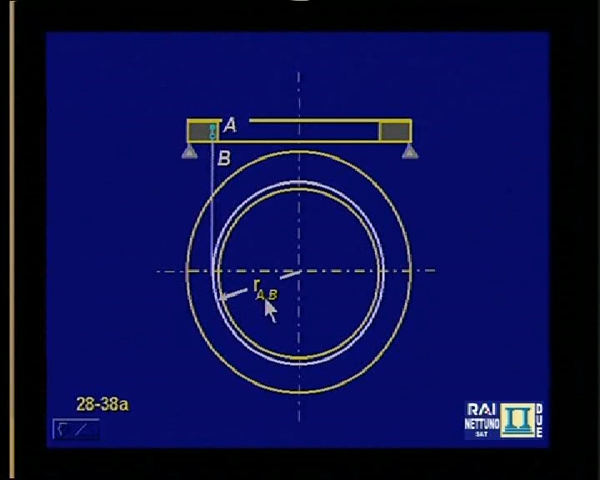 A
B
r A,B
28-38a
RAI
NETTUNO
SAT
DUE